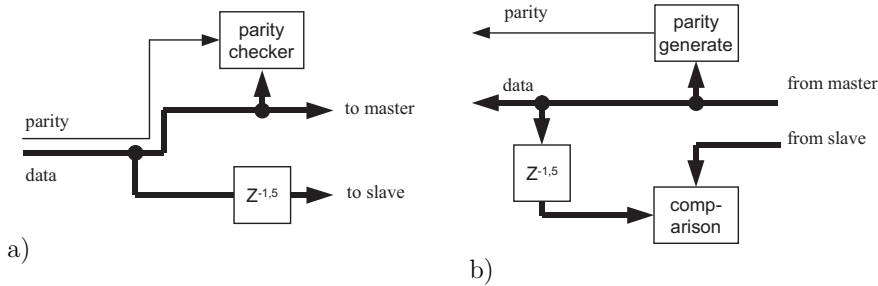 parity
checker
to master
parity
data
Z-1,5
to slave
a)
parity
parity
generate
data
from master
from slave
Z-1,5
comp-
arison
b)